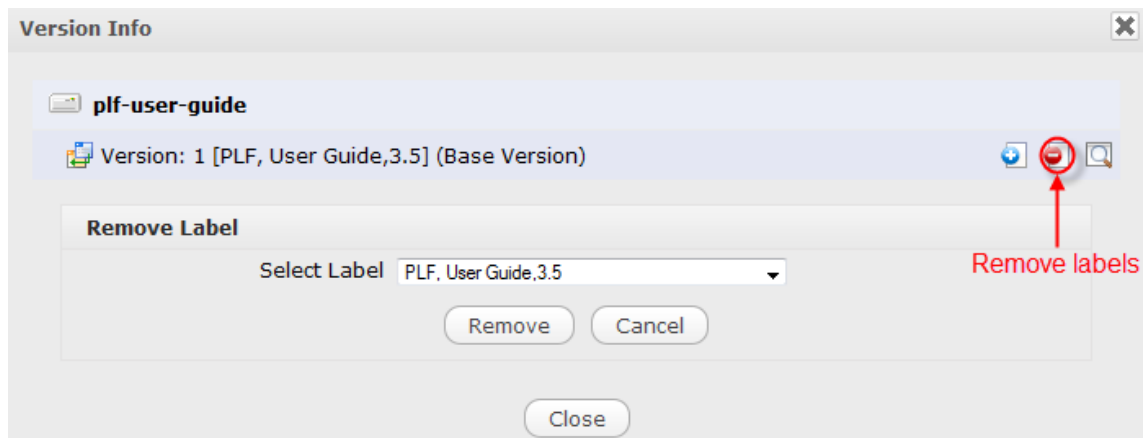 Version Info
plf-user-guide
Version: 1 [PLF, User Guide,3.5] (Base Version)
Remove Label
Remove labels
Select Label PLF, User Guide,3.5
Remove Cancel
Close